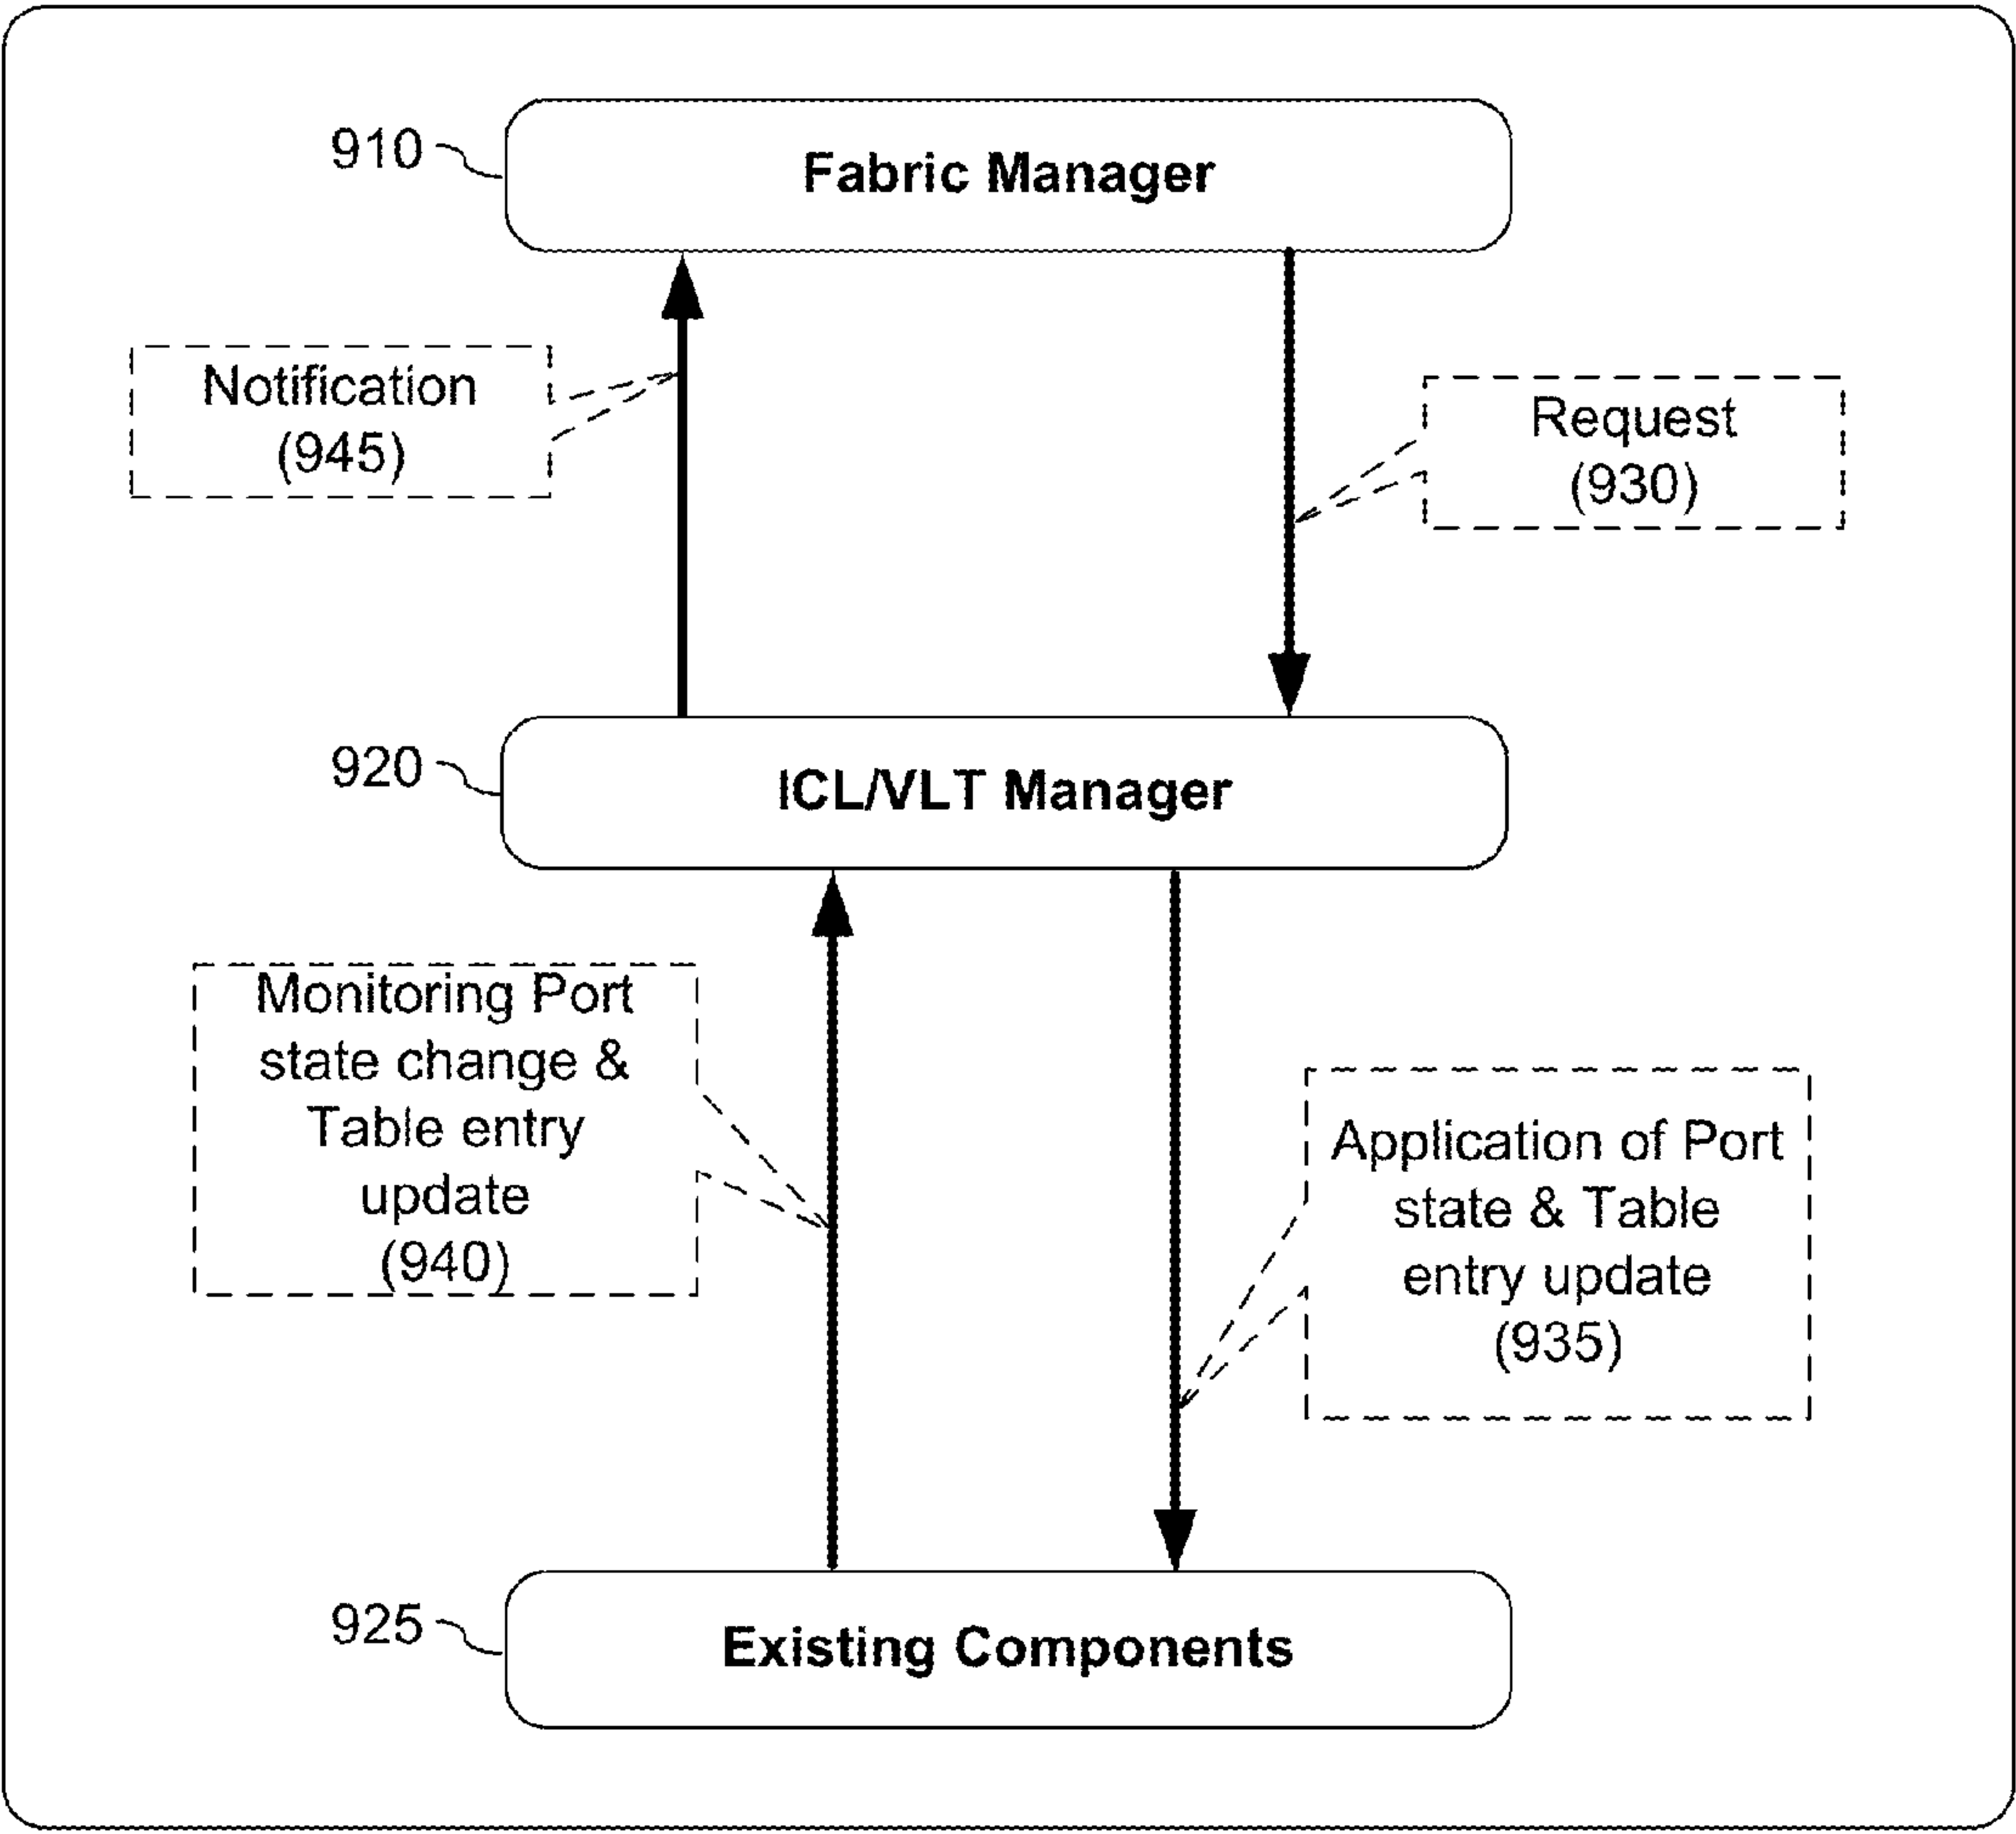 910
Fabric Manager
Notification
(945)
Request
(930)
920
ICL/VLT Manager
Monitoring Port
state change &
Table entry
update
(940)
Application of Port
state & Table
entry update
(935)
925
Existing Components